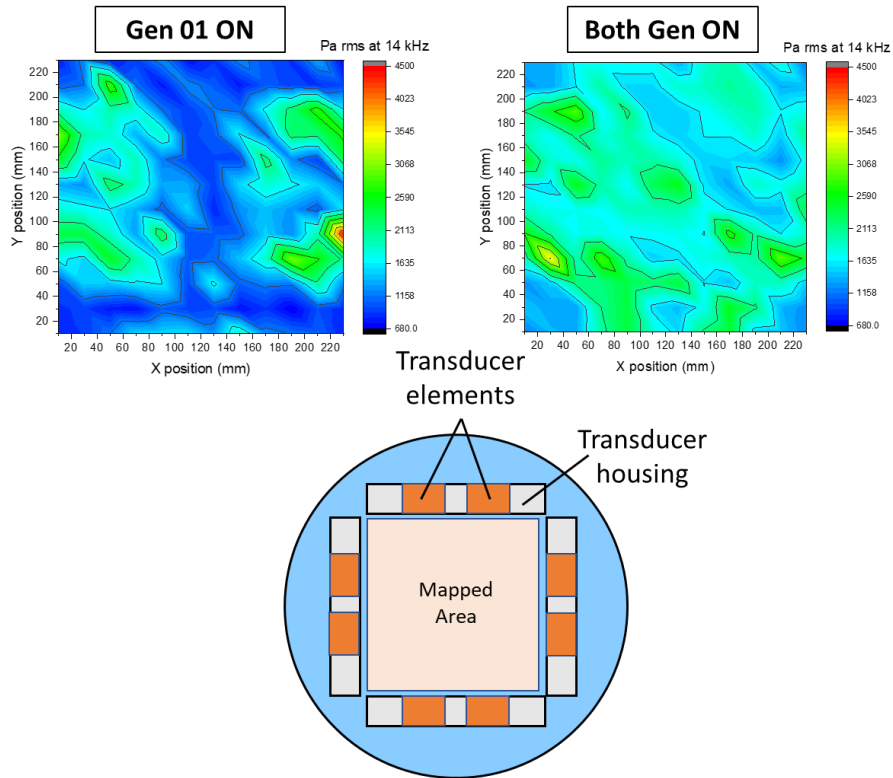 Gen 01 ON
Pa rms at 14 kHz
220
200
180
160
140
120
100
80
60
40
20
Y position (mm)
20 40 60 80 100 120 140 160 180 200 220
X position (mm)
4500
4023
3545
3068
2590
2113
1635
1158
680.0
Both Gen ON
Pa rms at 14 kHz
220
200
180
160
140
120
100
80
60
40
20
Y position (mm)
20 40 60 80 100 120 140 160 180 200 220
X position (mm)
4500
4023
3545
3068
2590
2113
1635
1158
680.0
Transducer
elements
Transducer
housing
Mapped
Area